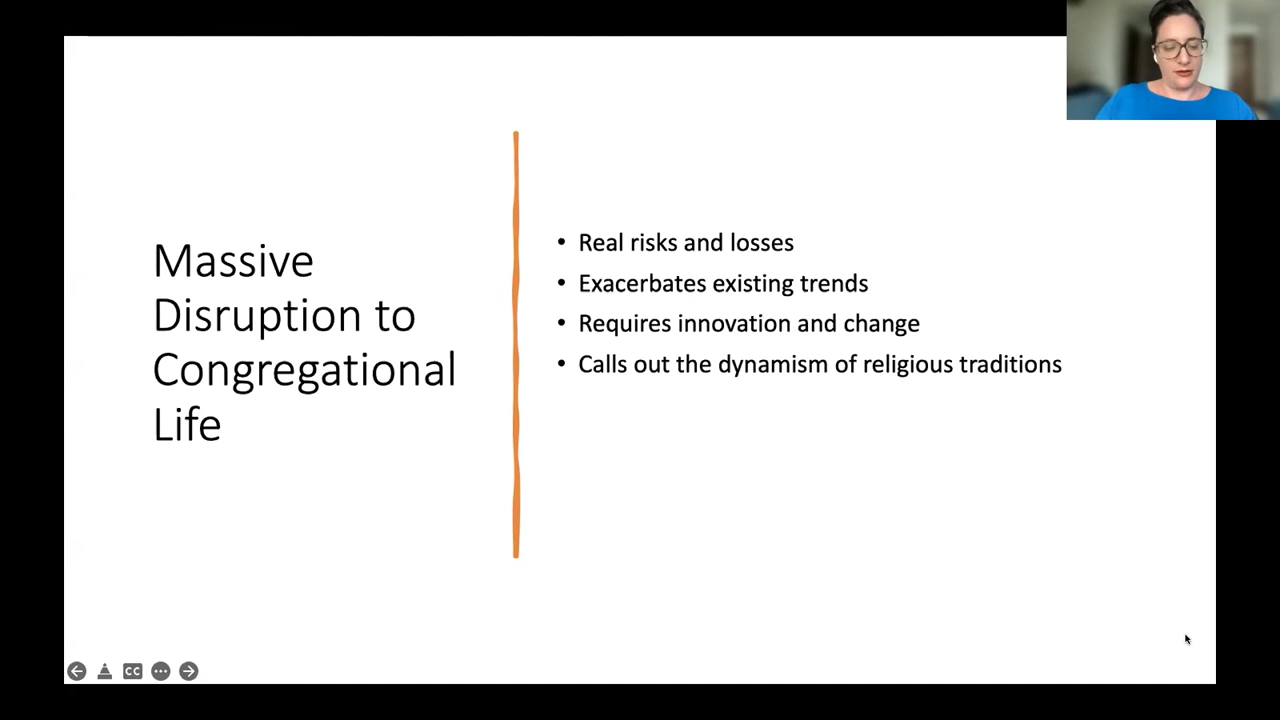 Massive
Disruption to
Congregational
Life
• Real risks and losses
• Exacerbates existing trends
• Requires innovation and change
• Calls out the dynamism of religious traditions
CC